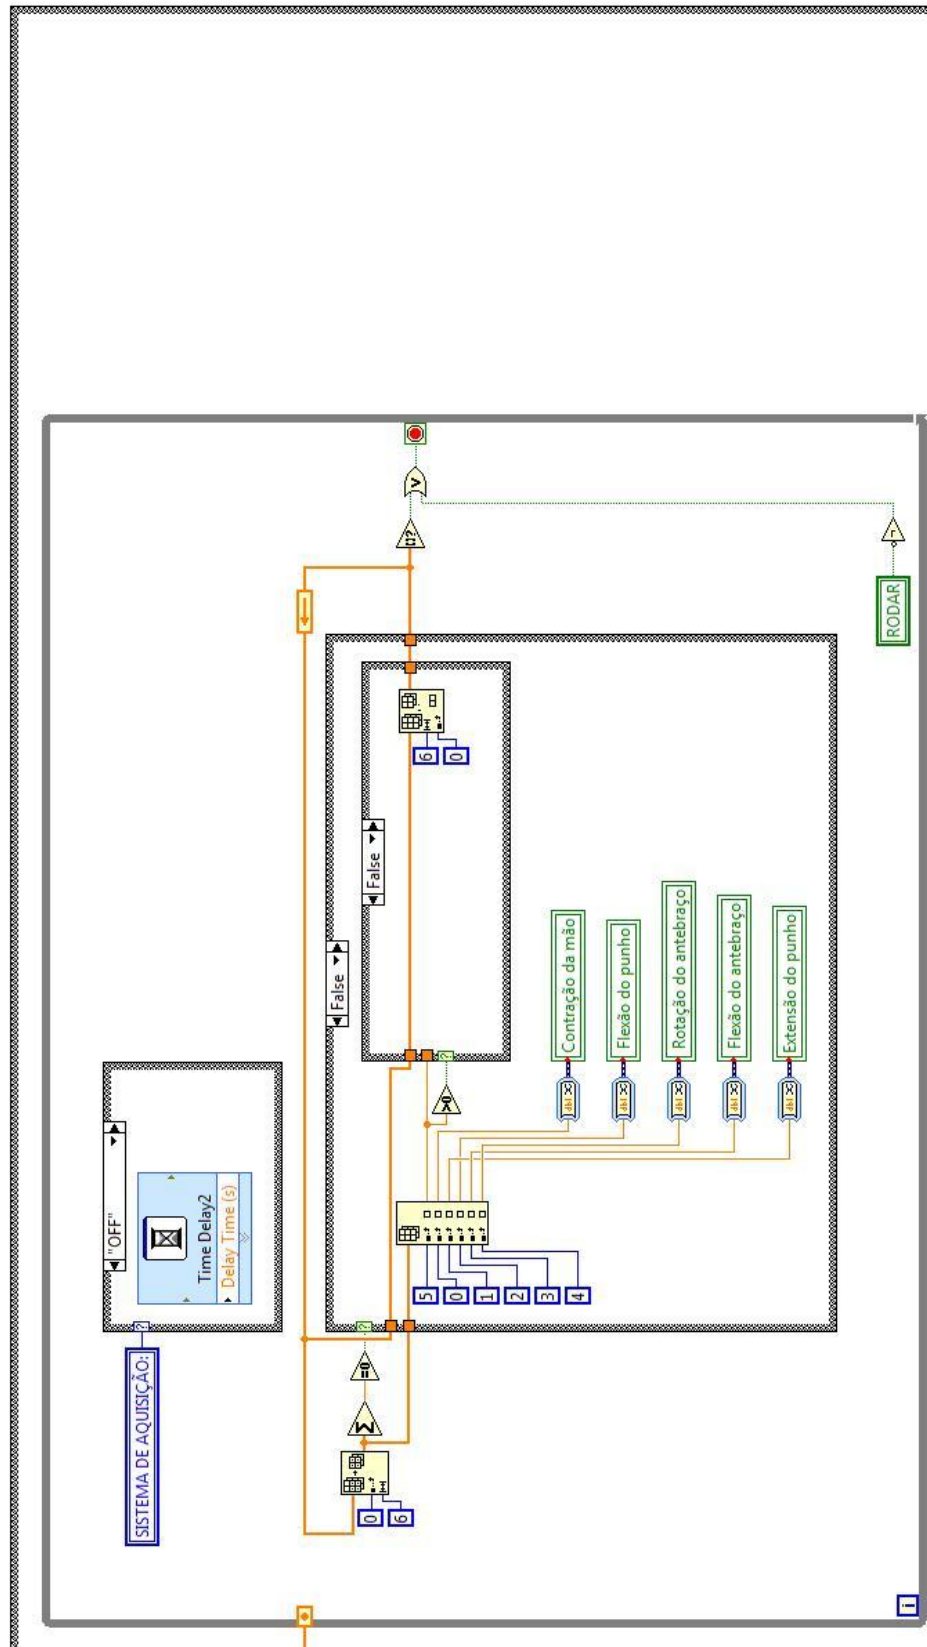 SISTEMA DE AQUISIÇÃO:
"OFF"
Time Delay2
Delay Time (s)
0
6
Σ
=0
False
5
0
1
2
3
4
False
6
0
Contração da mão
Flexão do punho
Rotação do antebraço
Flexão do antebraço
Extensão do punho
RODAR
i